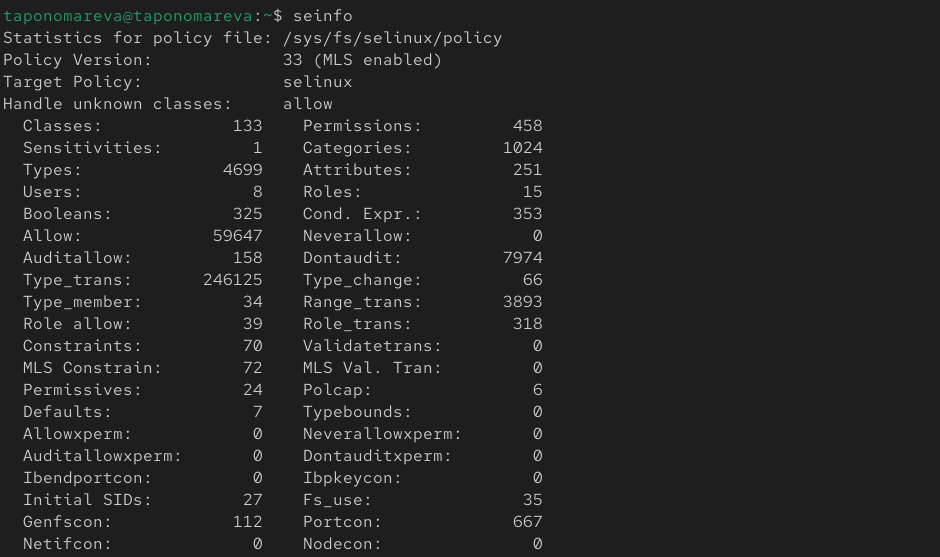 taponomareva@taponomareva:~$ seinfo
Statistics for policy file: /sys/fs/selinux/policy
Policy Version:             33 (MLS enabled)
Target Policy:              selinux
Handle unknown classes:     allow
  Classes:             133    Permissions:         458
  Sensitivities:         1    Categories:         1024
  Types:              4699    Attributes:          251
  Users:                 8    Roles:                15
  Booleans:            325    Cond. Expr.:         353
  Allow:             59647    Neverallow:            0
  Auditallow:          158    Dontaudit:          7974
  Type_trans:       246125    Type_change:          66
  Type_member:          34    Range_trans:        3893
  Role allow:           39    Role_trans:          318
  Constraints:          70    Validatetrans:         0
  MLS Constrain:        72    MLS Val. Tran:         0
  Permissives:          24    Polcap:                6
  Defaults:              7    Typebounds:            0
  Allowxperm:            0    Neverallowxperm:       0
  Auditallowxperm:       0    Dontauditxperm:        0
  Ibendportcon:          0    Ibpkeycon:             0
  Initial SIDs:         27    Fs_use:               35
  Genfscon:            112    Portcon:             667
  Netifcon:              0    Nodecon:               0